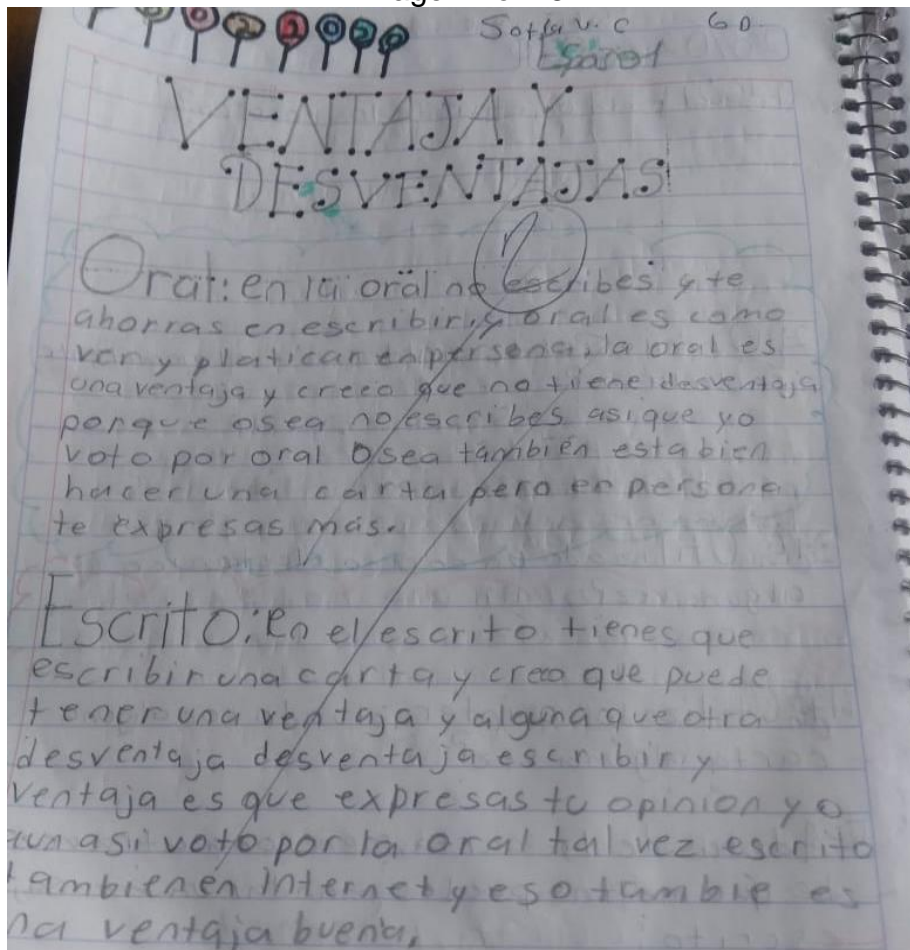 Sofia v. c 6 D
Español
VENTAJA Y
DESVENTAJAS
Oral: en la oral no escribes y te
ahorras en escribir, y oral es como
ver y platicar en persona, la oral es
una ventaja y creeo que no tiene desventaja
porque osea no escribes asi que yo
voto por oral osea también esta bien
hacer una carta pero en persona
te expresas mas.
Escrito: en el escrito tienes que
escribir una carta y creeo que puede
tener una ventaja y alguna que otra
desventaja desventaja escribir y
ventaja es que expresas tu opinion yo
aun asi voto por la oral tal vez escrito
tambien en internet y eso tambie es
na ventaja buena,